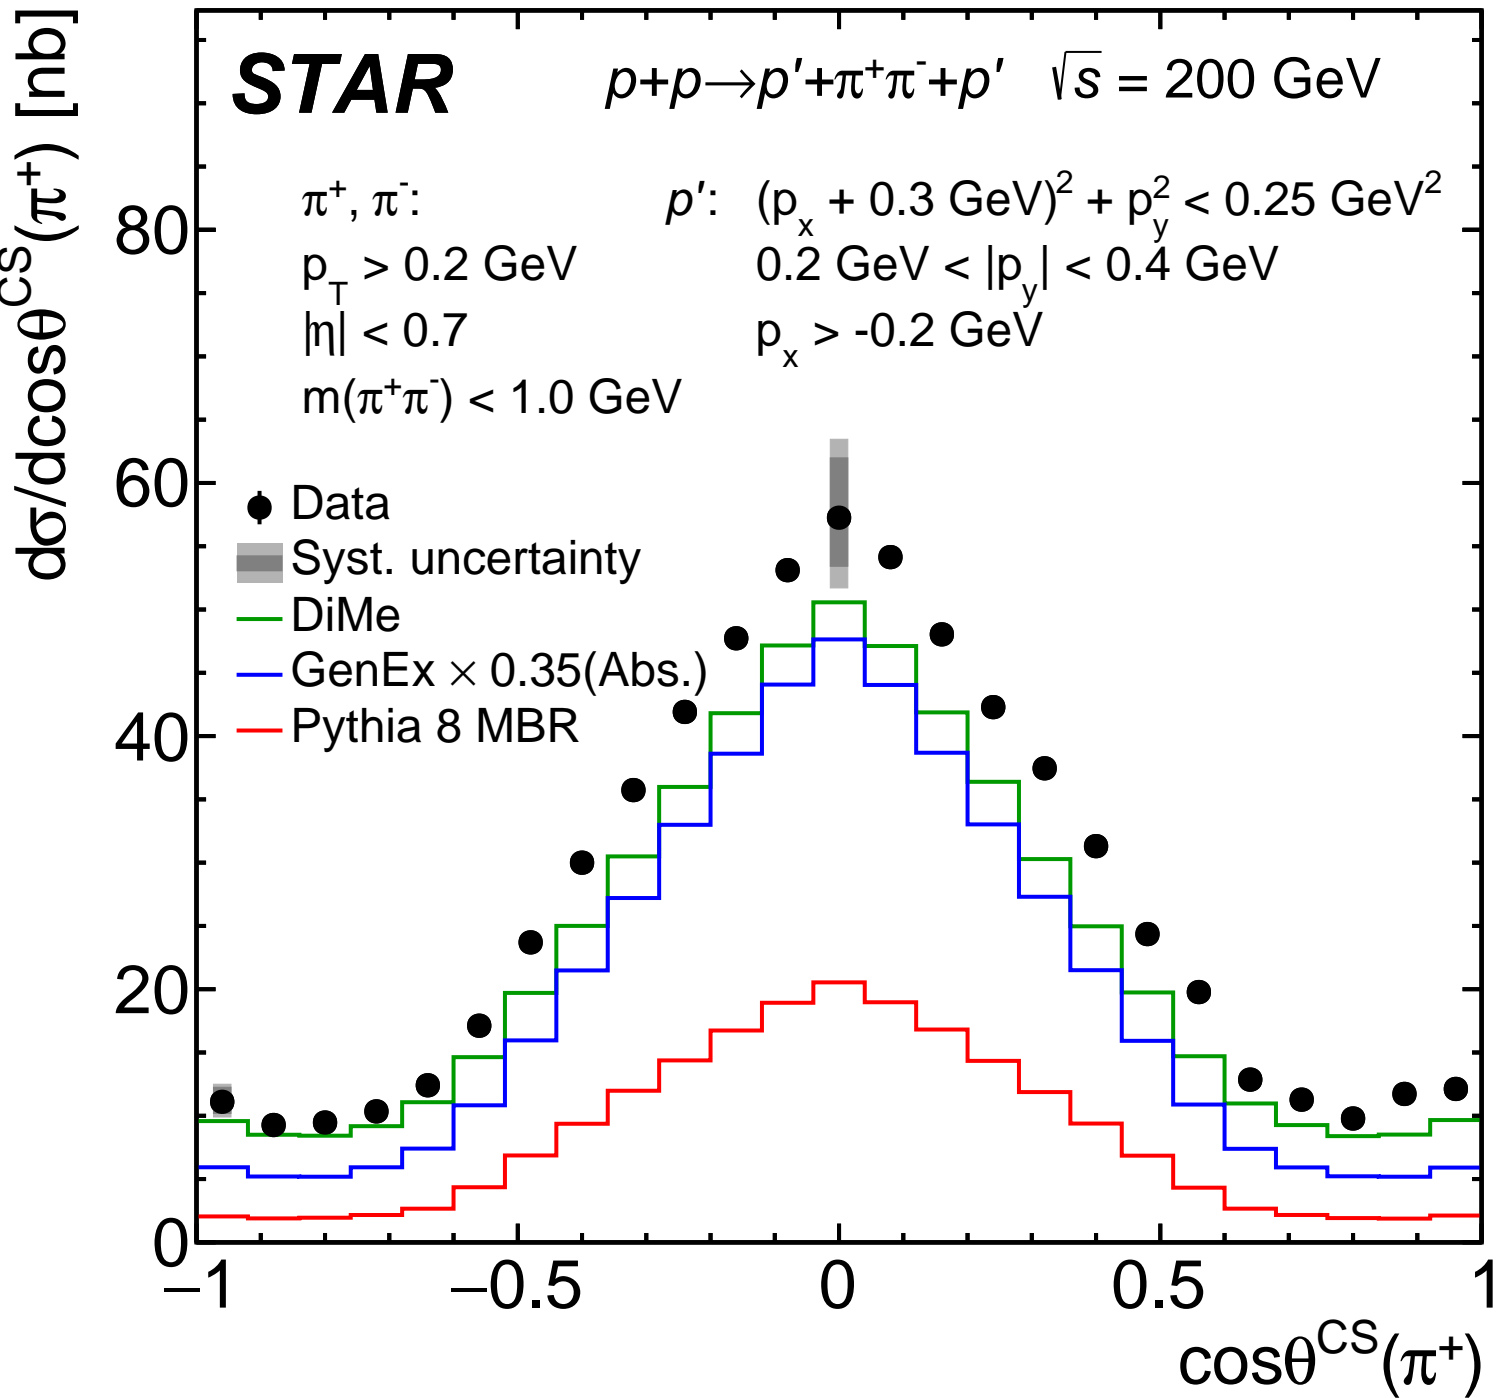 STAR p+p→p′+π⁺π⁻+p′ √s = 200 GeV
π⁺, π⁻: p′: (pₓ + 0.3 GeV)² + p_y² < 0.25 GeV²
p_T > 0.2 GeV 0.2 GeV < |p_y| < 0.4 GeV
|η| < 0.7 pₓ > -0.2 GeV
m(π⁺π⁻) < 1.0 GeV
Data
Syst. uncertainty
DiMe
GenEx × 0.35(Abs.)
Pythia 8 MBR
dσ/dcosθ^CS(π⁺) [nb]
80
60
40
20
0
−1 −0.5 0 0.5 1
cosθ^CS(π⁺)